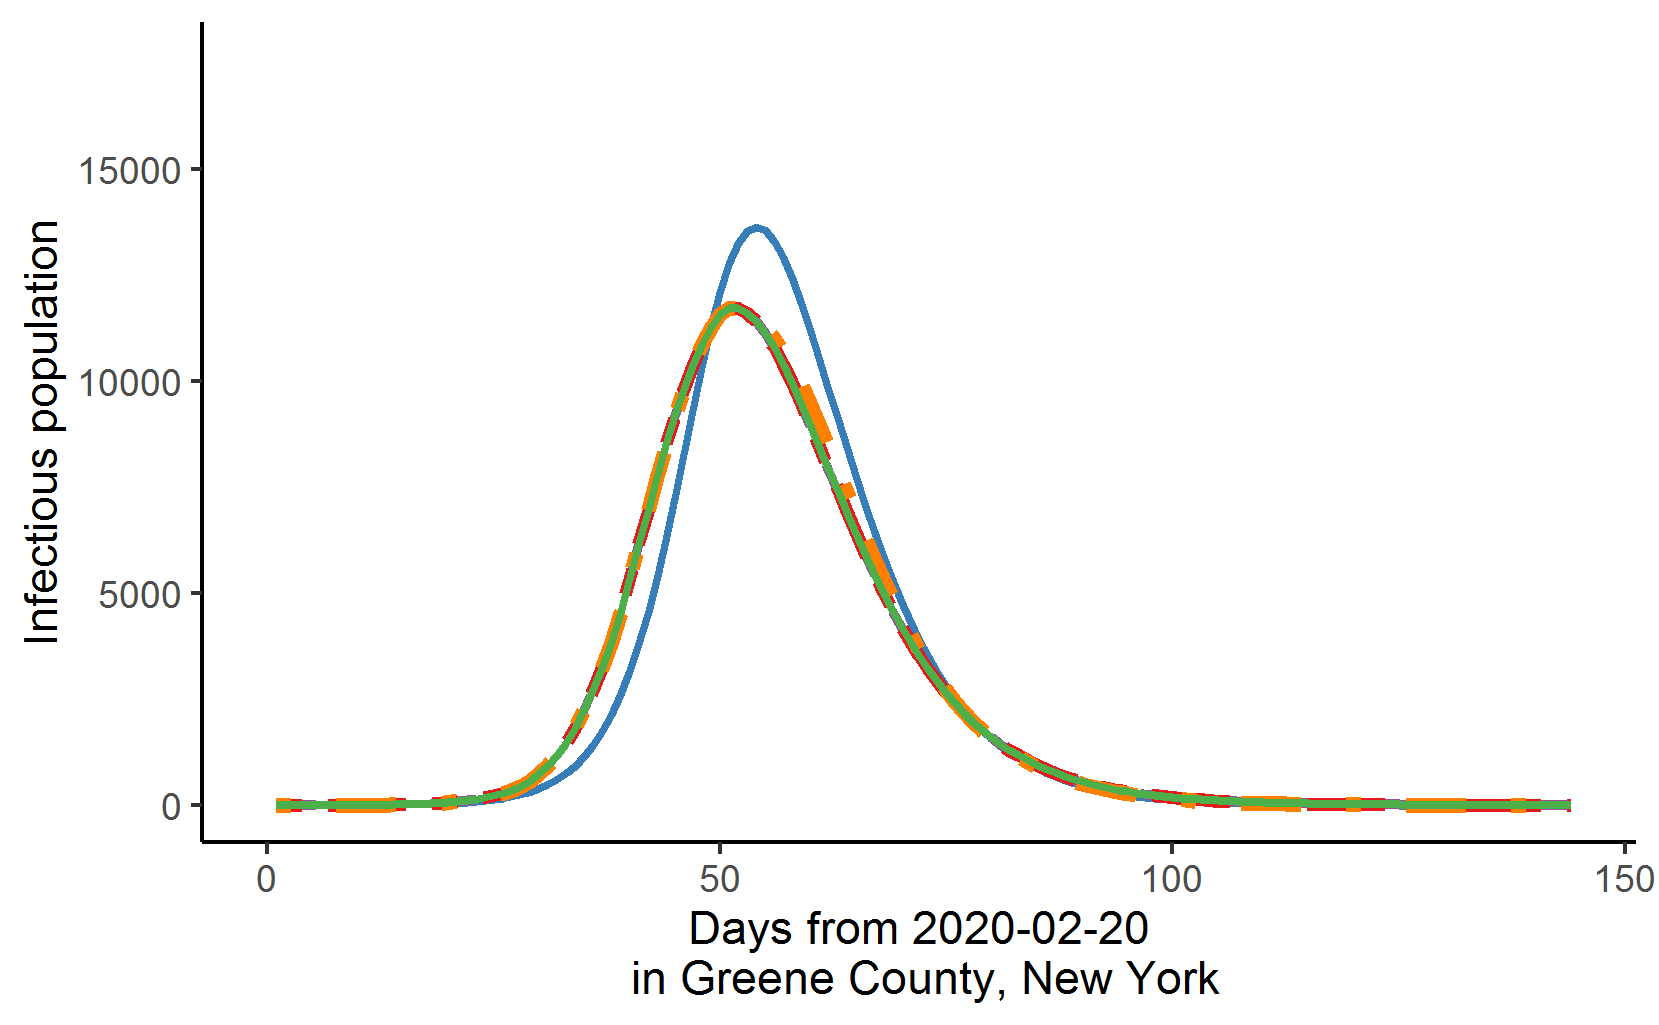 15000
10000
5000
0
Infectious population
0 50 100 150
Days from 2020-02-20
in Greene County, New York